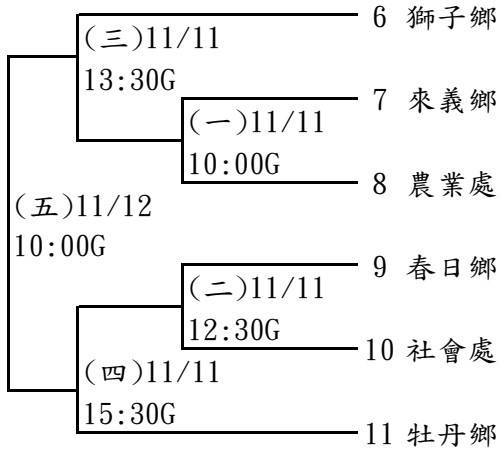 6 獅子鄉
(三)11/11
13:30G
7 來義鄉
(一)11/11
10:00G
8 農業處
(五)11/12
10:00G
9 春日鄉
(二)11/11
12:30G
10 社會處
(四)11/11
15:30G
11 牡丹鄉